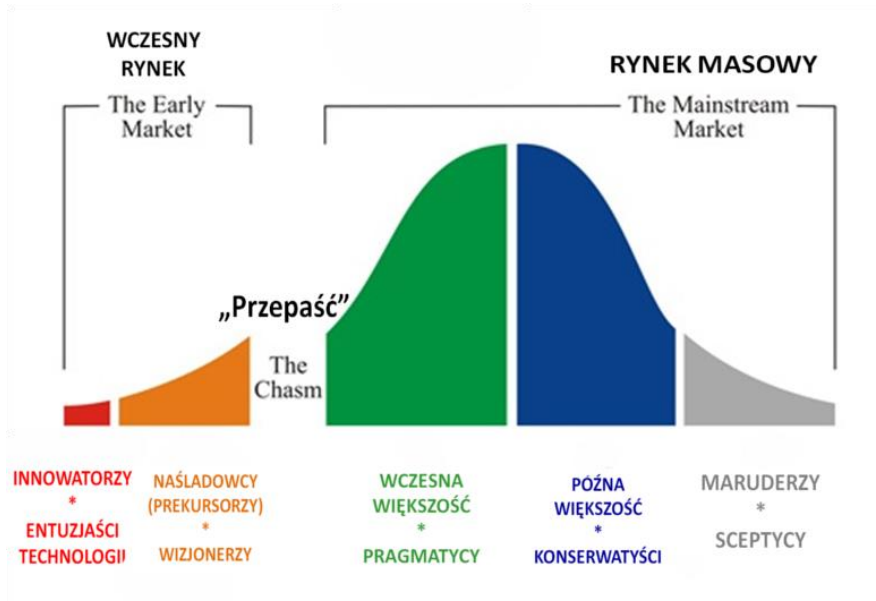 WCZESNY
RYNEK
The Early
Market
RYNEK MASOWY
The Mainstream
Market
„Przepaść”
The
Chasm
INNOWATORZY
*
ENTUZJAŚCI
TECHNOLOGII
NAŚLADOWCY
(PREKURSORZY)
*
WIZJONERZY
WCZESNA
WIĘKSZOŚĆ
*
PRAGMATYCY
PÓŹNA
WIĘKSZOŚĆ
*
KONSERWATYŚCI
MARUDERZY
*
SCEPTYCY